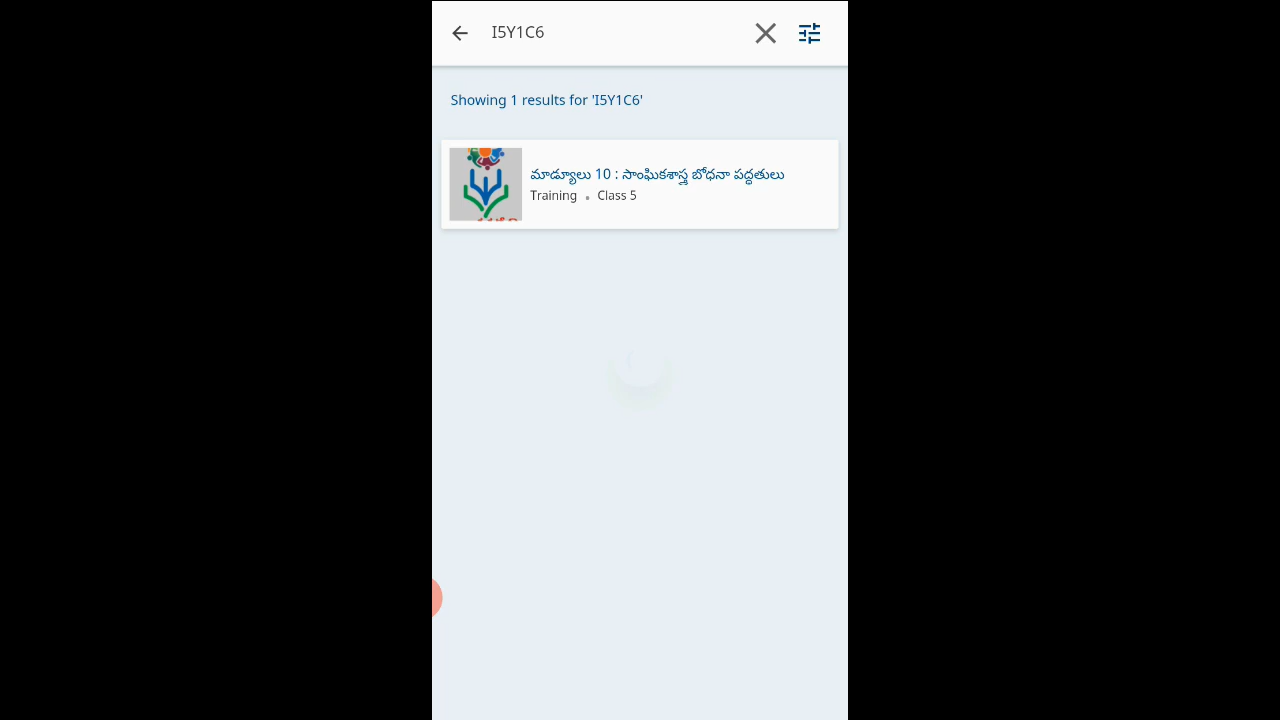 I5Y1C6
Showing 1 results for 'I5Y1C6'
మాడ్యూలు 10 : సాంఘికశాస్త్ర బోధనా పద్ధతులు
Training • Class 5